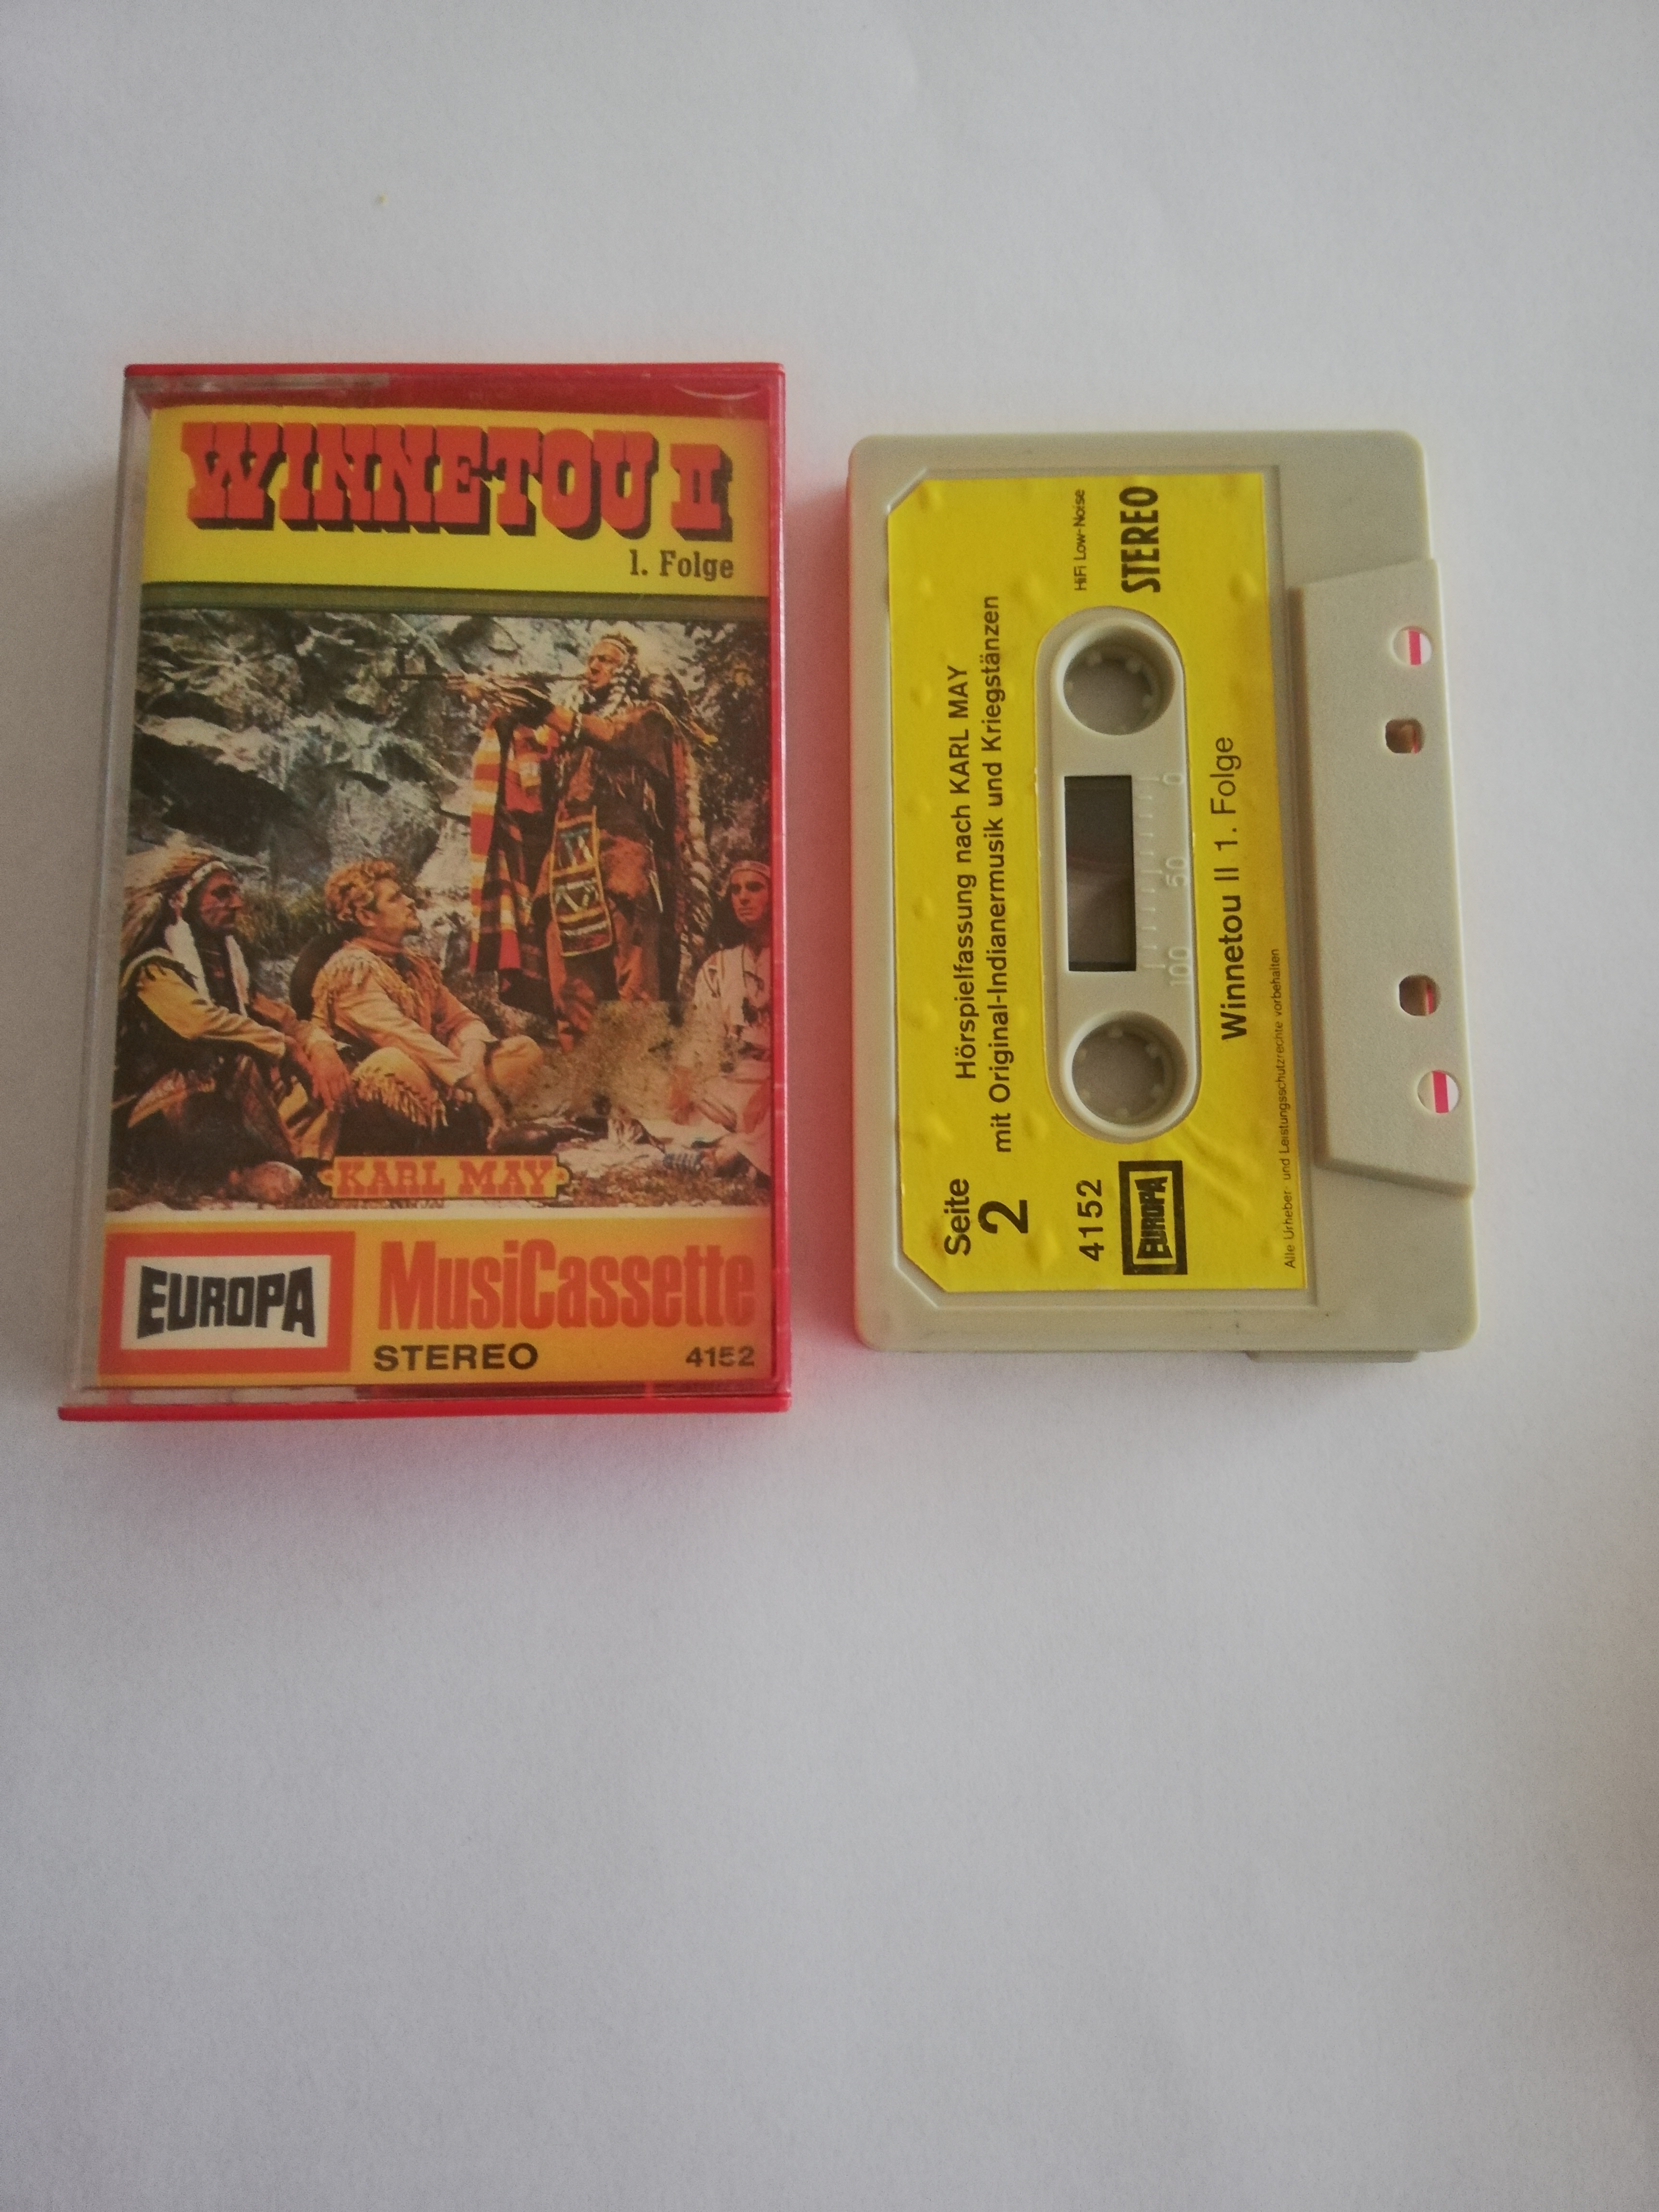 WINNETOU II
1. Folge
KARL MAY
EUROPA
MusiCassette
STEREO
4152
Seite
2
Hörspielfassung nach KARL MAY
mit Original-Indianermusik und Kriegstänzen
HiFi Low-Noise
STEREO
4152
EUROPA
100 50 0
Winnetou II 1. Folge
Alle Urheber- und Leistungsschutzrechte vorbehalten